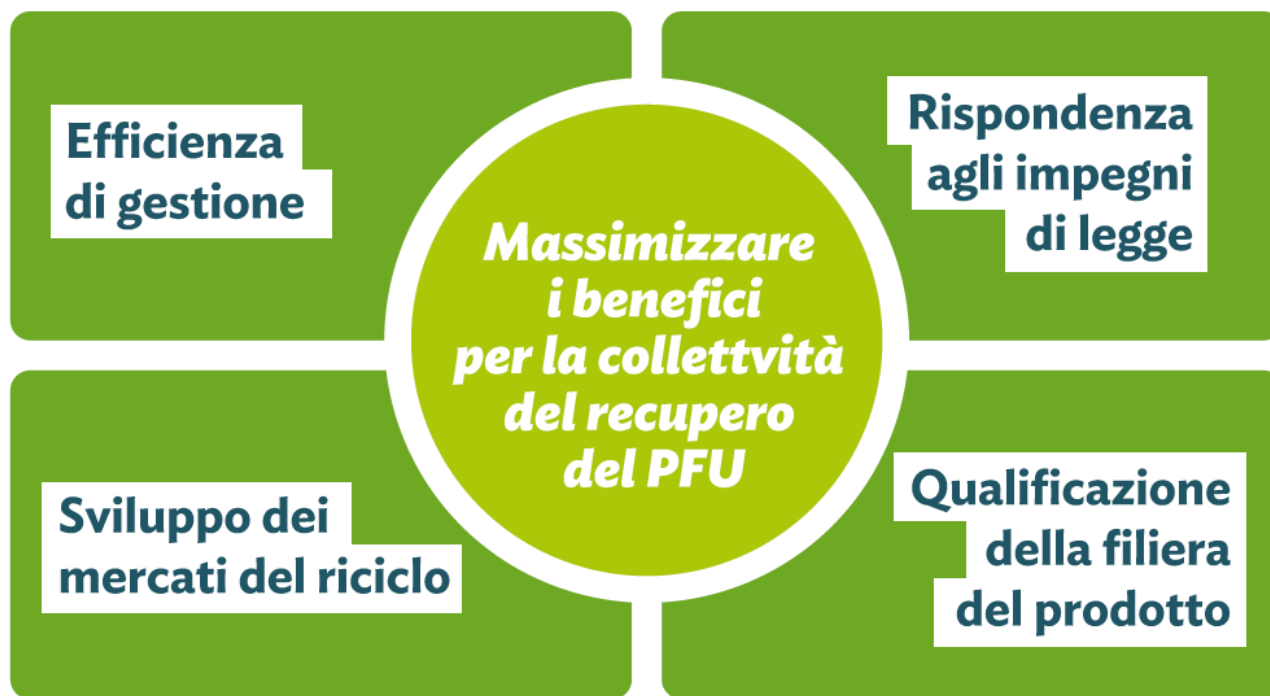 Efficienza
di gestione
Rispondenza
agli impegni
di legge
Massimizzare
i benefici
per la collettvità
del recupero
del PFU
Sviluppo dei
mercati del riciclo
Qualificazione
della filiera
del prodotto